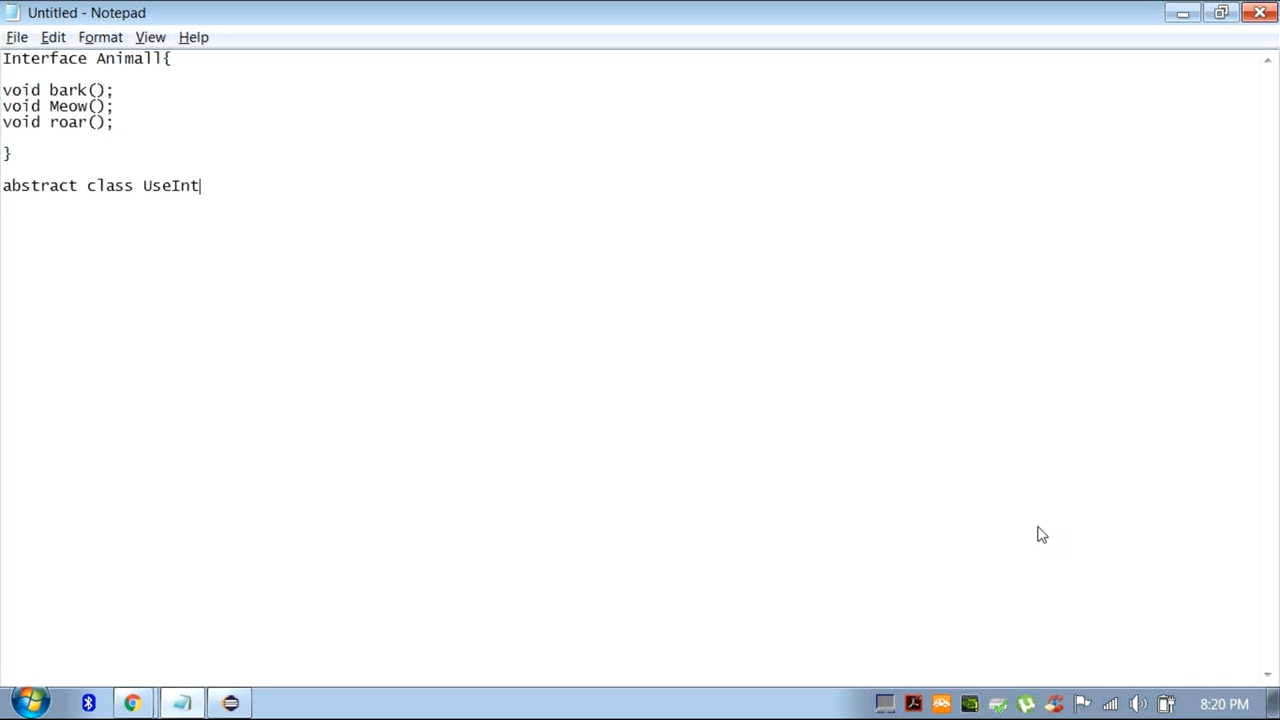 Untitled - Notepad
File Edit Format View Help
Interface Animall{
void bark();
void Meow();
void roar();
}
abstract class UseInt
8:20 PM